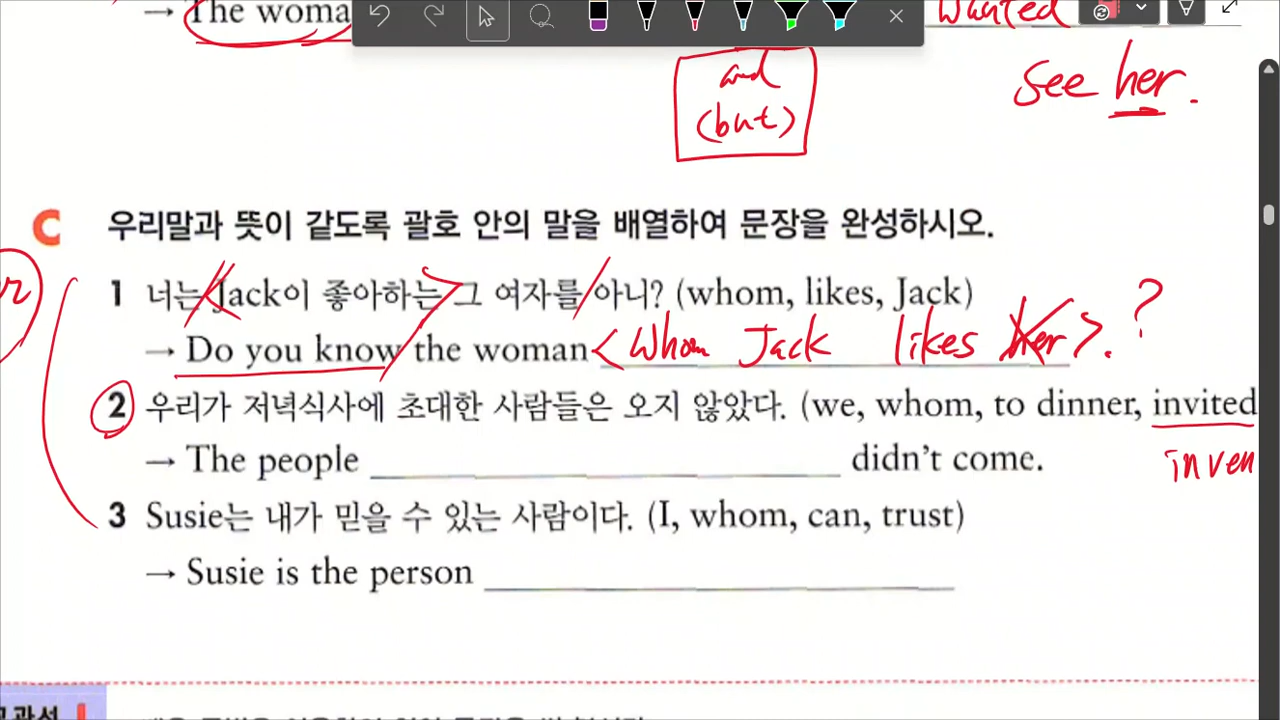 → The woma
wanted
and
(but)
see her.
C 우리말과 뜻이 같도록 괄호 안의 말을 배열하여 문장을 완성하시오.
1 너는 Jack이 좋아하는 그 여자를 아니? (whom, likes, Jack)
→ Do you know the woman <whom Jack likes her>. ?
2 우리가 저녁식사에 초대한 사람들은 오지 않았다. (we, whom, to dinner, invited
→ The people ____ didn't come.
inven
3 Susie는 내가 믿을 수 있는 사람이다. (I, whom, can, trust)
→ Susie is the person ____